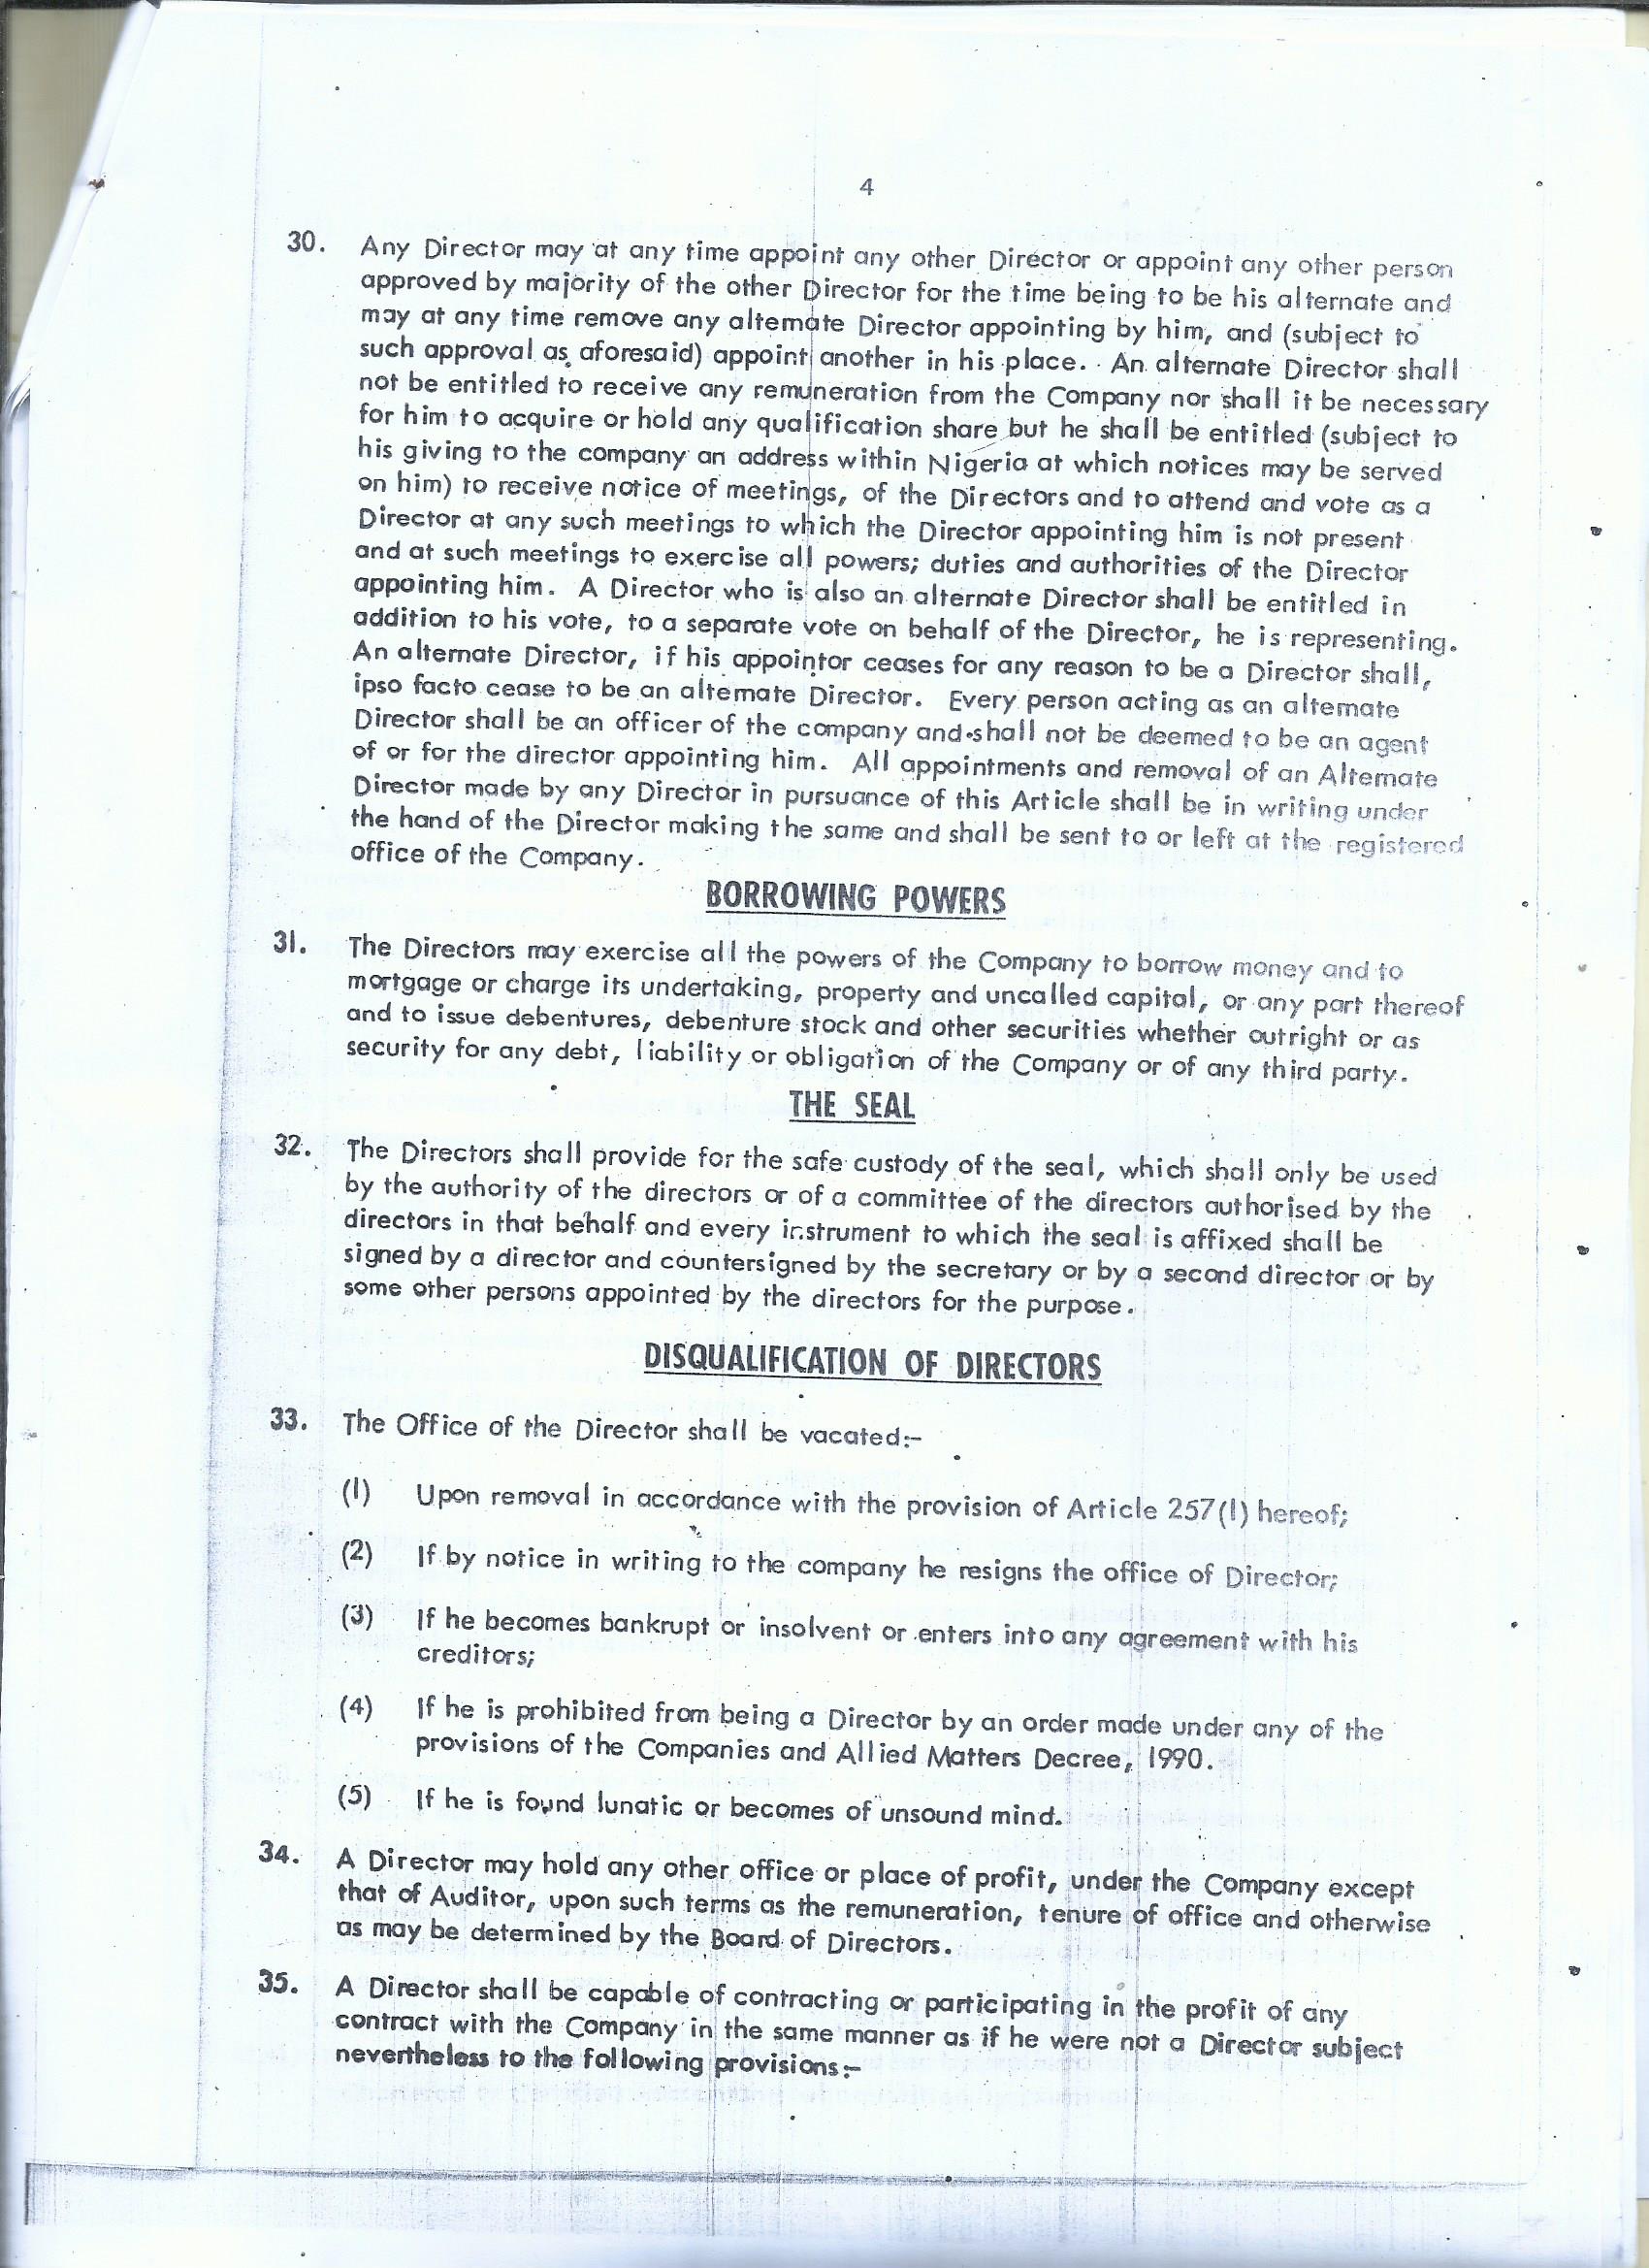 4
30. Any Director may at any time appoint any other Director or appoint any other person
approved by majority of the other Director for the time being to be his alternate and
may at any time remove any alternate Director appointing by him, and (subject to
such approval as aforesaid) appoint another in his place. An alternate Director shall
not be entitled to receive any remuneration from the Company nor shall it be necessary
for him to acquire or hold any qualification share but he shall be entitled (subject to
his giving to the company an address within Nigeria at which notices may be served
on him) to receive notice of meetings, of the Directors and to attend and vote as a
Director at any such meetings to which the Director appointing him is not present
and at such meetings to exercise all powers; duties and authorities of the Director
appointing him. A Director who is also an alternate Director shall be entitled in
addition to his vote, to a separate vote on behalf of the Director, he is representing.
An alternate Director, if his appointor ceases for any reason to be a Director shall,
ipso facto cease to be an alternate Director. Every person acting as an alternate
Director shall be an officer of the company and shall not be deemed to be an agent
of or for the director appointing him. All appointments and removal of an Alternate
Director made by any Director in pursuance of this Article shall be in writing under
the hand of the Director making the same and shall be sent to or left at the registered
office of the Company.
BORROWING POWERS
31. The Directors may exercise all the powers of the Company to borrow money and to
mortgage or charge its undertaking, property and uncalled capital, or any part thereof
and to issue debentures, debenture stock and other securities whether outright or as
security for any debt, liability or obligation of the Company or of any third party.
THE SEAL
32. The Directors shall provide for the safe custody of the seal, which shall only be used
by the authority of the directors or of a committee of the directors authorised by the
directors in that behalf and every instrument to which the seal is affixed shall be
signed by a director and countersigned by the secretary or by a second director or by
some other persons appointed by the directors for the purpose.
DISQUALIFICATION OF DIRECTORS
33. The Office of the Director shall be vacated:-
(1) Upon removal in accordance with the provision of Article 257(1) hereof;
(2) If by notice in writing to the company he resigns the office of Director;
(3) If he becomes bankrupt or insolvent or enters into any agreement with his
creditors;
(4) If he is prohibited from being a Director by an order made under any of the
provisions of the Companies and Allied Matters Decree, 1990.
(5) If he is found lunatic or becomes of unsound mind.
34. A Director may hold any other office or place of profit, under the Company except
that of Auditor, upon such terms as the remuneration, tenure of office and otherwise
as may be determined by the Board of Directors.
35. A Director shall be capable of contracting or participating in the profit of any
contract with the Company in the same manner as if he were not a Director subject
nevertheless to the following provisions:-